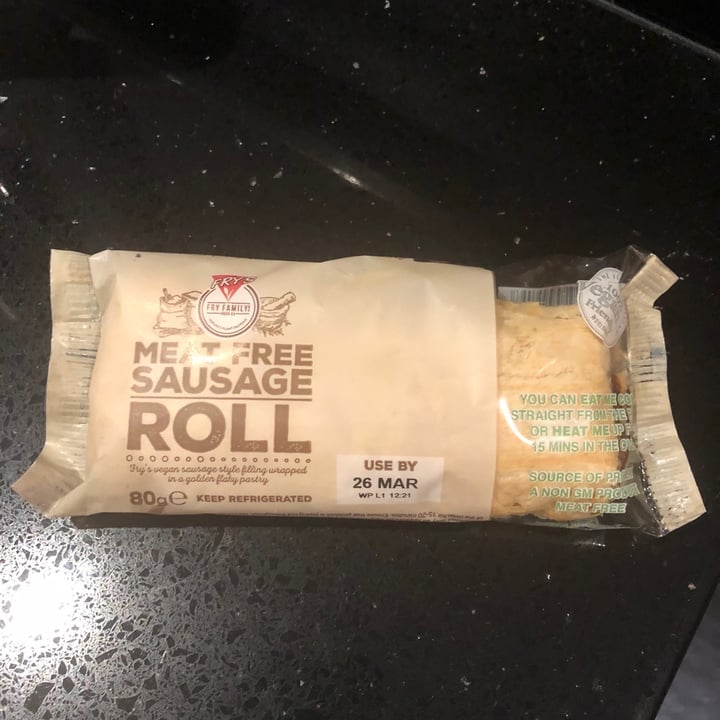 FRY'S
FRY FAMILY
MEAT FREE
SAUSAGE
ROLL
Fry's vegan sausage style filling wrapped
in a golden flaky pastry
80g e KEEP REFRIGERATED
USE BY
26 MAR
WP L1 12:21
YOU CAN EAT ME
STRAIGHT FROM THE
OR HEAT ME UP
15 MINS IN THE
SOURCE OF
A NON GM
MEAT FREE